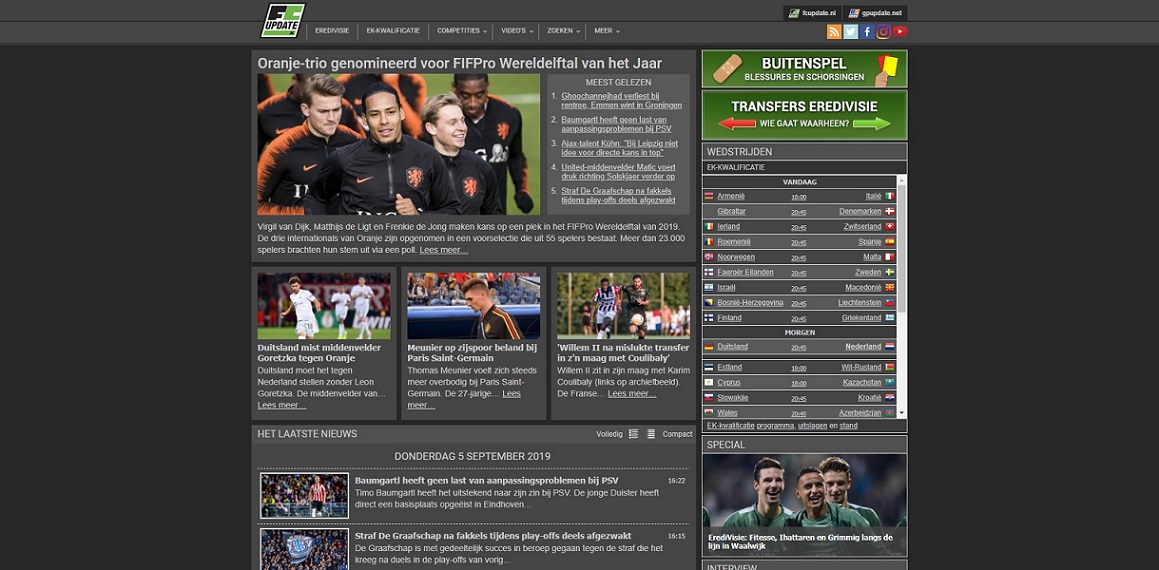 FC UPDATE .NL
fcupdate.nl gpupdate.net
EREDIVISIE EK-KWALIFICATIE COMPETITIES VIDEO'S ZOEKEN MEER
Oranje-trio genomineerd voor FIFPro Wereldelftal van het Jaar
MEEST GELEZEN
1. Ghoochannejhad verliest bij
rentree, Emmen wint in Groningen
2. Baumgartl heeft geen last van
aanpassingsproblemen bij PSV
3. Ajax-talent Kühn: "Bij Leipzig niet
idee voor directe kans in top"
4. United-middenvelder Matic voert
druk richting Solskjaer verder op
5. Straf De Graafschap na fakkels
tijdens play-offs deels afgezwakt
Virgil van Dijk, Matthijs de Ligt en Frenkie de Jong maken kans op een plek in het FIFPro Wereldelftal van 2019.
De drie internationals van Oranje zijn opgenomen in een voorselectie die uit 55 spelers bestaat. Meer dan 23.000
spelers brachten hun stem uit via een poll. Lees meer...
Duitsland mist middenvelder
Goretzka tegen Oranje
Duitsland moet het tegen
Nederland stellen zonder Leon
Goretzka. De middenvelder van...
Lees meer...
Meunier op zijspoor beland bij
Paris Saint-Germain
Thomas Meunier voelt zich steeds
meer overbodig bij Paris Saint-
Germain. De 27-jarige... Lees
meer...
'Willem II na mislukte transfer
in z'n maag met Coulibaly'
Willem II zit in zijn maag met Karim
Coulibaly (links op archiefbeeld).
De Franse... Lees meer...
HET LAATSTE NIEUWS Volledig Compact
DONDERDAG 5 SEPTEMBER 2019
Baumgartl heeft geen last van aanpassingsproblemen bij PSV 16:22
Timo Baumgartl heeft het uitstekend naar zijn zin bij PSV. De jonge Duitser heeft
direct een basisplaats opgeëist in Eindhoven...
Straf De Graafschap na fakkels tijdens play-offs deels afgezwakt 16:15
De Graafschap is met gedeeltelijk succes in beroep gegaan tegen de straf die het
kreeg na duels in de play-offs van vorig...
BUITENSPEL
BLESSURES EN SCHORSINGEN
TRANSFERS EREDIVISIE
WIE GAAT WAARHEEN?
WEDSTRIJDEN
EK-KWALIFICATIE
VANDAAG
Armenië 18:00 Italië
Gibraltar 20:45 Denemarken
Ierland 20:45 Zwitserland
Roemenië 20:45 Spanje
Noorwegen 20:45 Malta
Faeroër Eilanden 20:45 Zweden
Israël 20:45 Macedonië
Bosnië-Herzegovina 20:45 Liechtenstein
Finland 20:45 Griekenland
MORGEN
Duitsland 20:45 Nederland
Estland 18:00 Wit-Rusland
Cyprus 18:00 Kazachstan
Slowakije 20:45 Kroatië
Wales 20:45 Azerbeidzjan
EK-kwalificatie programma, uitslagen en stand
SPECIAL
ErediVisie: Fitesse, Ihattaren en Grimmig langs de
lijn in Waalwijk
INTERVIEW